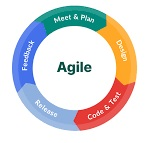 Meet & Plan
Design
Code & Test
Release
Feedback
Agile